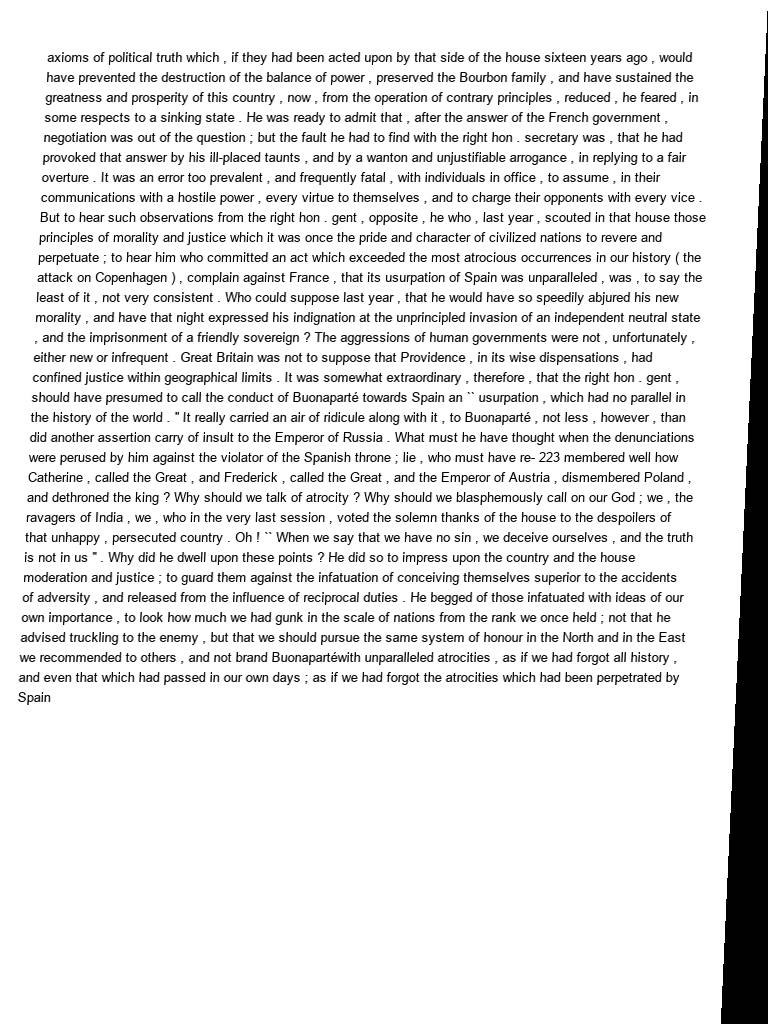 axioms of political truth which , if they had been acted upon by that side of the house sixteen years ago , would
have prevented the destruction of the balance of power , preserved the Bourbon family , and have sustained the
greatness and prosperity of this country , now , from the operation of contrary principles , reduced , he feared , in
some respects to a sinking state . He was ready to admit that , after the answer of the French government ,
negotiation was out of the question ; but the fault he had to find with the right hon . secretary was , that he had
provoked that answer by his ill-placed taunts , and by a wanton and unjustifiable arrogance , in replying to a fair
overture . It was an error too prevalent , and frequently fatal , with individuals in office , to assume , in their
communications with a hostile power , every virtue to themselves , and to charge their opponents with every vice .
But to hear such observations from the right hon . gent , opposite , he who , last year , scouted in that house those
principles of morality and justice which it was once the pride and character of civilized nations to revere and
perpetuate ; to hear him who committed an act which exceeded the most atrocious occurrences in our history ( the
attack on Copenhagen ) , complain against France , that its usurpation of Spain was unparalleled , was , to say the
least of it , not very consistent . Who could suppose last year , that he would have so speedily abjured his new
morality , and have that night expressed his indignation at the unprincipled invasion of an independent neutral state
, and the imprisonment of a friendly sovereign ? The aggressions of human governments were not , unfortunately ,
either new or infrequent . Great Britain was not to suppose that Providence , in its wise dispensations , had
confined justice within geographical limits . It was somewhat extraordinary , therefore , that the right hon . gent ,
should have presumed to call the conduct of Buonaparté towards Spain an `` usurpation , which had no parallel in
the history of the world . " It really carried an air of ridicule along with it , to Buonaparté , not less , however , than
did another assertion carry of insult to the Emperor of Russia . What must he have thought when the denunciations
were perused by him against the violator of the Spanish throne ; lie , who must have re- 223 membered well how
Catherine , called the Great , and Frederick , called the Great , and the Emperor of Austria , dismembered Poland ,
and dethroned the king ? Why should we talk of atrocity ? Why should we blasphemously call on our God ; we , the
ravagers of India , we , who in the very last session , voted the solemn thanks of the house to the despoilers of
that unhappy , persecuted country . Oh ! `` When we say that we have no sin , we deceive ourselves , and the truth
is not in us " . Why did he dwell upon these points ? He did so to impress upon the country and the house
moderation and justice ; to guard them against the infatuation of conceiving themselves superior to the accidents
of adversity , and released from the influence of reciprocal duties . He begged of those infatuated with ideas of our
own importance , to look how much we had gunk in the scale of nations from the rank we once held ; not that he
advised truckling to the enemy , but that we should pursue the same system of honour in the North and in the East
we recommended to others , and not brand Buonapartéwith unparalleled atrocities , as if we had forgot all history ,
and even that which had passed in our own days ; as if we had forgot the atrocities which had been perpetrated by
Spain